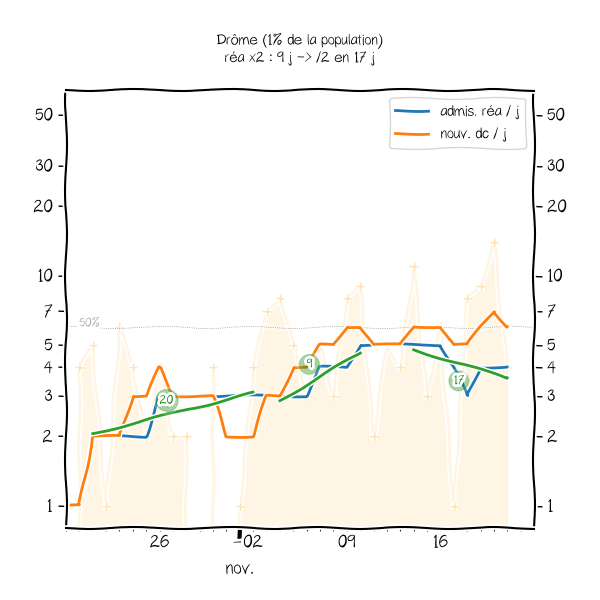 Drôme (1% de la population)
réa x2 : 9 j -> /2 en 17 j
admis. réa / j
nouv. dc / j
50 50
30 30
20 20
10 10
7 7
50%
5 5
4 4
3 3
2 2
1 1
20
9
17
26 02 09 16
nov.